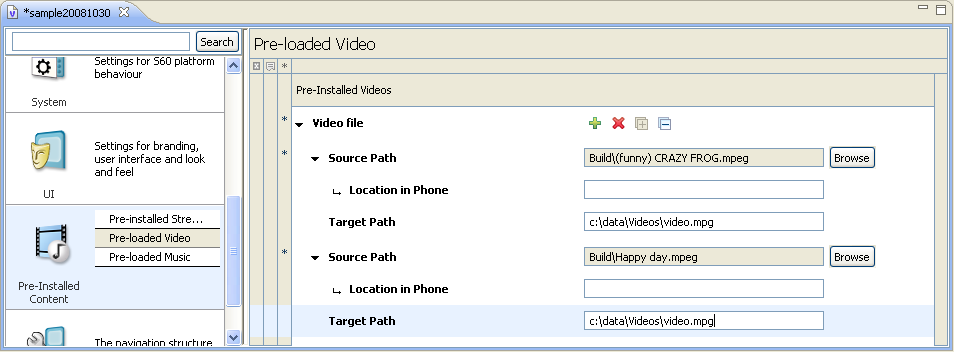 *sample20081030
Search
Settings for S60 platform
behaviour
System
Settings for branding,
user interface and look
and feel
UI
Pre-installed Stre...
Pre-loaded Video
Pre-loaded Music
Pre-Installed
Content
The navigation structure
Pre-loaded Video
*
Pre-Installed Videos
* Video file
* Source Path Build\(funny) CRAZY FROG.mpeg Browse
Location in Phone
Target Path c:\data\Videos\video.mpg
* Source Path Build\Happy day.mpeg Browse
Location in Phone
Target Path c:\data\Videos\video.mpg